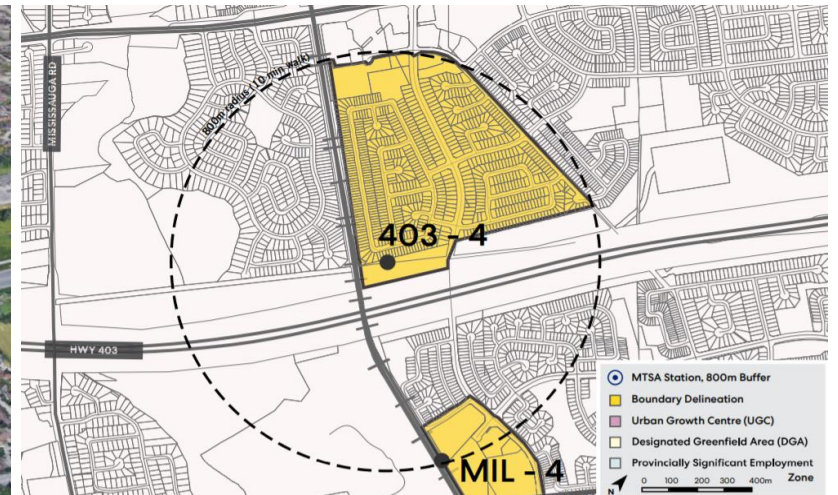 MISSISSAUGA RD
800m radius (10 min walk)
403 - 4
HWY 403
MIL - 4
MTSA Station, 800m Buffer
Boundary Delineation
Urban Growth Centre (UGC)
Designated Greenfield Area (DGA)
Provincially Significant Employment
Zone
N
0 100 200 300 400m